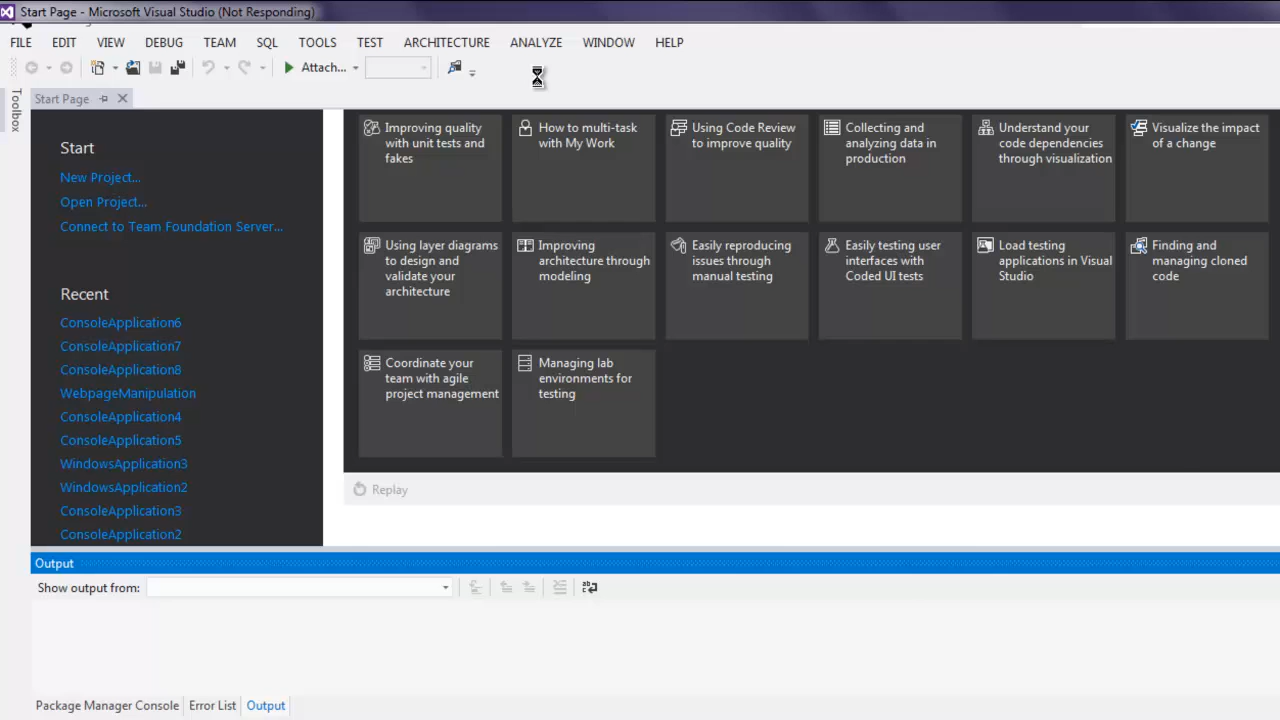 Start Page - Microsoft Visual Studio (Not Responding)
FILE EDIT VIEW DEBUG TEAM SQL TOOLS TEST ARCHITECTURE ANALYZE WINDOW HELP
Attach...
Toolbox
Start Page
Start
New Project...
Open Project...
Connect to Team Foundation Server...
Recent
ConsoleApplication6
ConsoleApplication7
ConsoleApplication8
WebpageManipulation
ConsoleApplication4
ConsoleApplication5
WindowsApplication3
WindowsApplication2
ConsoleApplication3
ConsoleApplication2
Improving quality
with unit tests and
fakes
How to multi-task
with My Work
Using Code Review
to improve quality
Collecting and
analyzing data in
production
Understand your
code dependencies
through visualization
Visualize the impact
of a change
Using layer diagrams
to design and
validate your
architecture
Improving
architecture through
modeling
Easily reproducing
issues through
manual testing
Easily testing user
interfaces with
Coded UI tests
Load testing
applications in Visual
Studio
Finding and
managing cloned
code
Coordinate your
team with agile
project management
Managing lab
environments for
testing
Replay
Output
Show output from:
Package Manager Console Error List Output